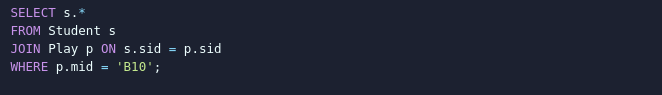 SELECT s.*
FROM Student s
JOIN Play p ON s.sid = p.sid
WHERE p.mid = 'B10';